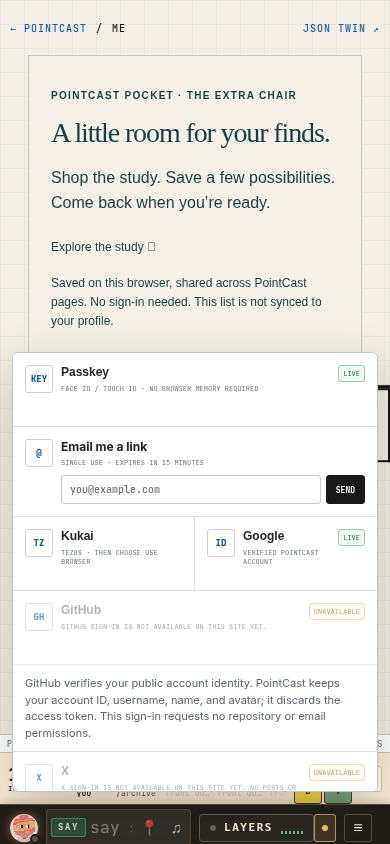 ← POINTCAST / ME
JSON TWIN ↗
POINTCAST POCKET · THE EXTRA CHAIR
A little room for your finds.
Shop the study. Save a few possibilities.
Come back when you're ready.
Explore the study
Saved on this browser, shared across PointCast
pages. No sign-in needed. This list is not synced to
your profile.
KEY
Passkey
LIVE
FACE ID / TOUCH ID · NO BROWSER MEMORY REQUIRED
@
Email me a link
SINGLE USE · EXPIRES IN 15 MINUTES
you@example.com
SEND
TZ
Kukai
TEZOS · THEN CHOOSE USE
BROWSER
ID
Google
LIVE
VERIFIED POINTCAST
ACCOUNT
GH
GitHub
UNAVAILABLE
GITHUB SIGN-IN IS NOT AVAILABLE ON THIS SITE YET.
GitHub verifies your public account identity. PointCast keeps
your account ID, username, name, and avatar; it discards the
access token. This sign-in requests no repository or email
permissions.
X
X
UNAVAILABLE
X SIGN-IN IS NOT AVAILABLE ON THIS SITE YET. NO POSTS OR
you /archive
SAY
say
LAYERS
≡